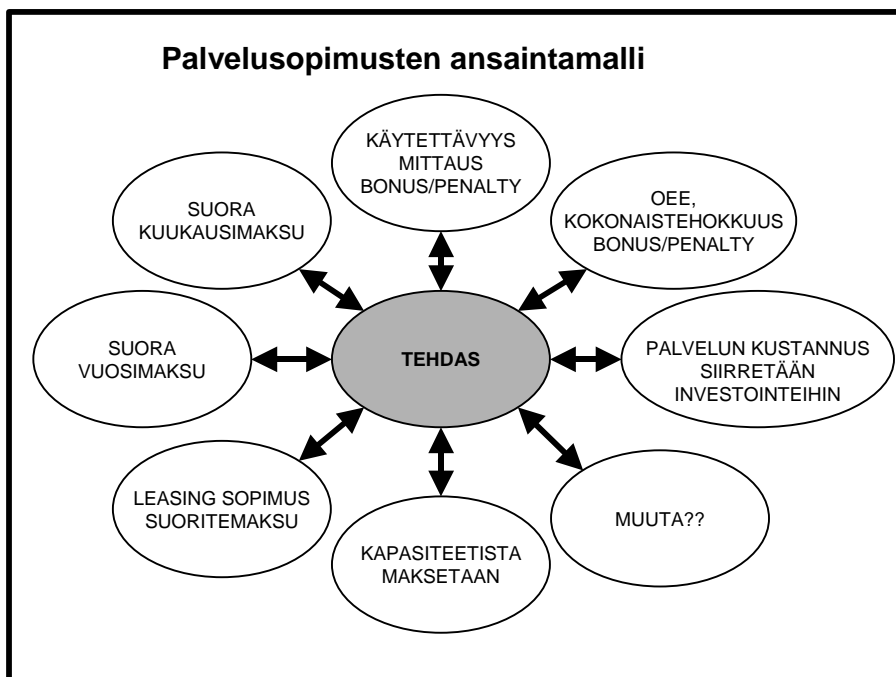 Palvelusopimusten ansaintamalli
KÄYTETTÄVYYS
MITTAUS
BONUS/PENALTY
OEE,
KOKONAISTEHOKKUUS
BONUS/PENALTY
SUORA
KUUKAUSIMAKSU
SUORA
VUOSIMAKSU
TEHDAS
PALVELUN KUSTANNUS
SIIRRETÄÄN
INVESTOINTEIHIN
LEASING SOPIMUS
SUORITEMAKSU
KAPASITEETISTA
MAKSETAAN
MUUTA??